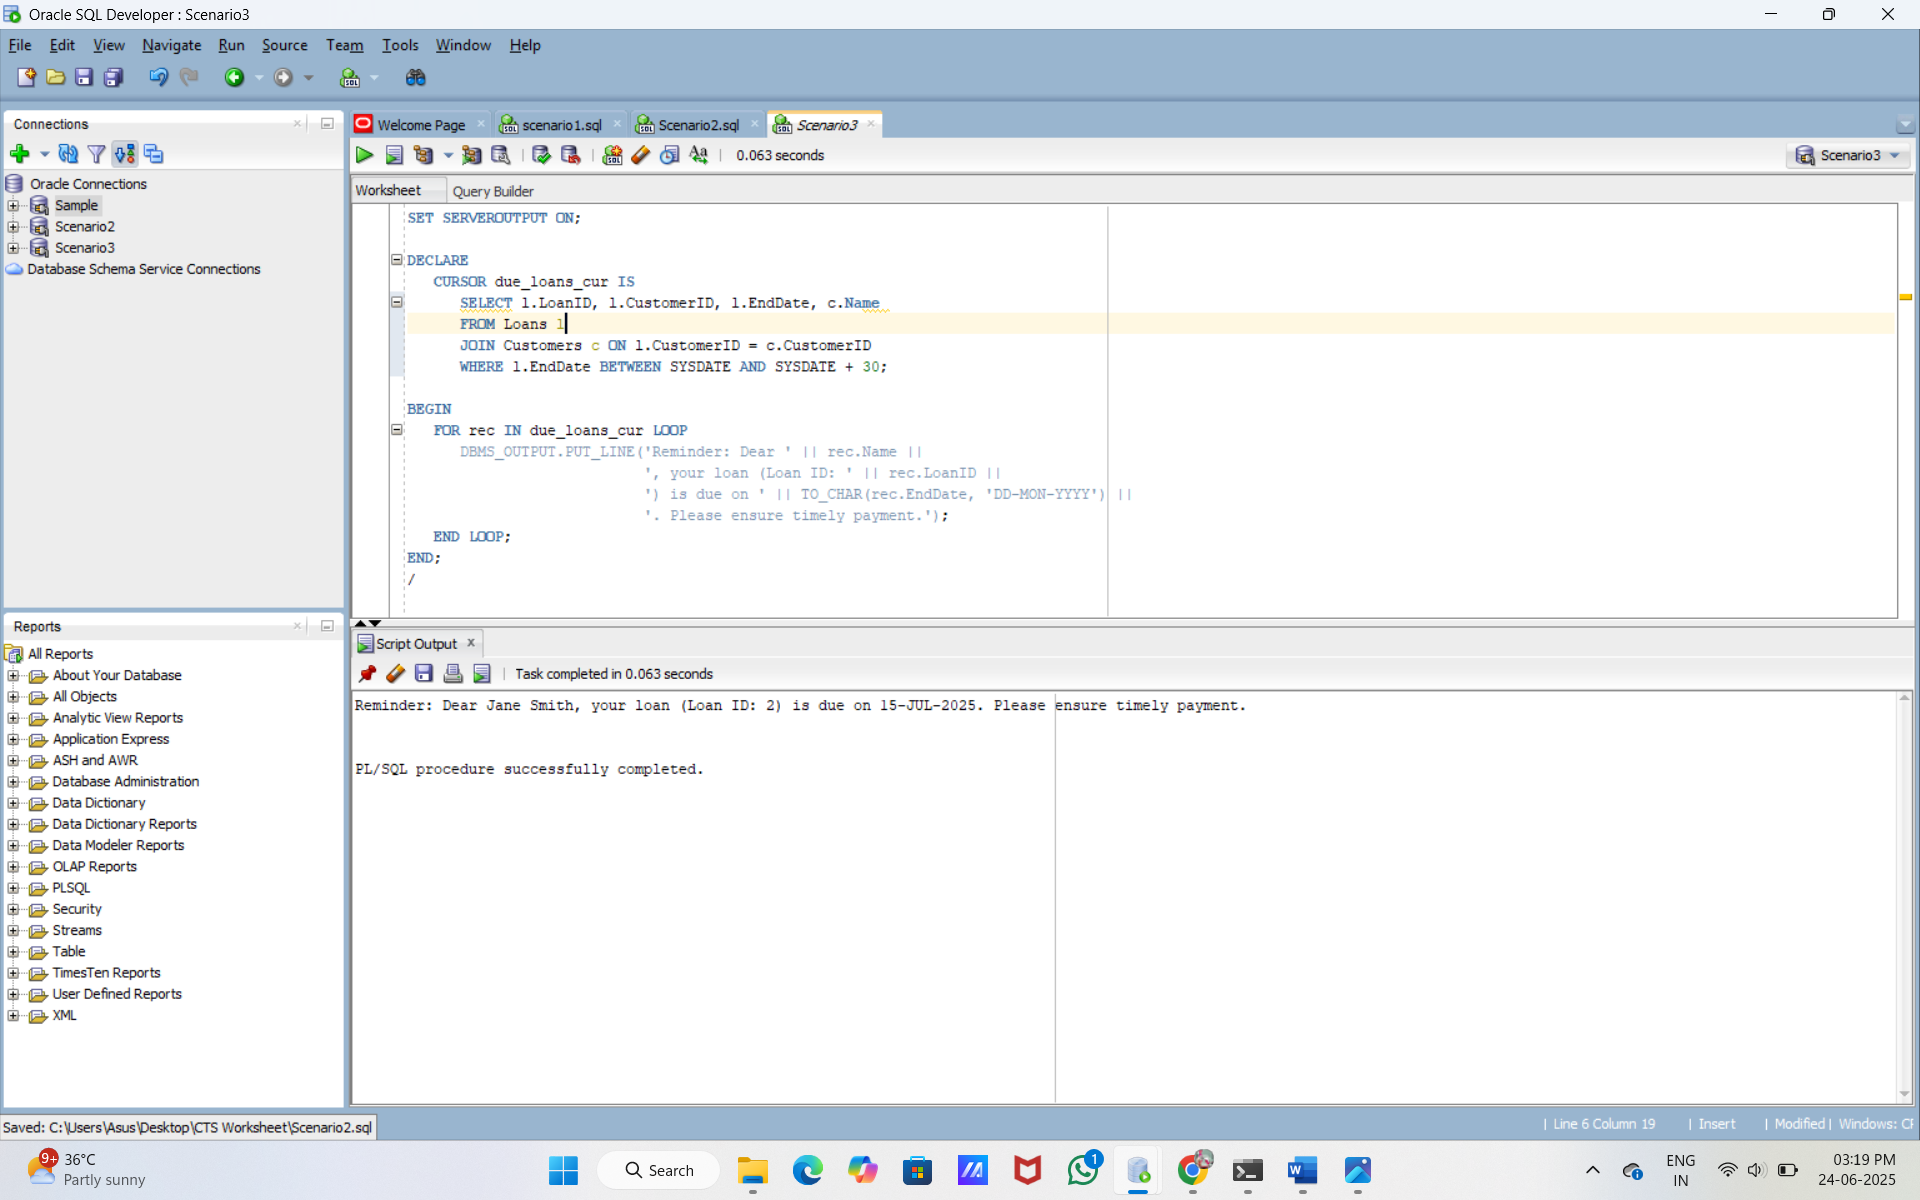 Oracle SQL Developer : Scenario3
File Edit View Navigate Run Source Team Tools Window Help
Connections
Oracle Connections
Sample
Scenario2
Scenario3
Database Schema Service Connections
Reports
All Reports
About Your Database
All Objects
Analytic View Reports
Application Express
ASH and AWR
Database Administration
Data Dictionary
Data Dictionary Reports
Data Modeler Reports
OLAP Reports
PLSQL
Security
Streams
Table
TimesTen Reports
User Defined Reports
XML
Welcome Page scenario1.sql Scenario2.sql Scenario3
0.063 seconds Scenario3
Worksheet Query Builder
SET SERVEROUTPUT ON;
DECLARE
CURSOR due_loans_cur IS
SELECT l.LoanID, l.CustomerID, l.EndDate, c.Name
FROM Loans l
JOIN Customers c ON l.CustomerID = c.CustomerID
WHERE l.EndDate BETWEEN SYSDATE AND SYSDATE + 30;
BEGIN
FOR rec IN due_loans_cur LOOP
DBMS_OUTPUT.PUT_LINE('Reminder: Dear ' || rec.Name ||
', your loan (Loan ID: ' || rec.LoanID ||
') is due on ' || TO_CHAR(rec.EndDate, 'DD-MON-YYYY') ||
'. Please ensure timely payment.');
END LOOP;
END;
/
Script Output
Task completed in 0.063 seconds
Reminder: Dear Jane Smith, your loan (Loan ID: 2) is due on 15-JUL-2025. Please ensure timely payment.
PL/SQL procedure successfully completed.
Saved: C:\Users\Asus\Desktop\CTS Worksheet\Scenario2.sql
| Line 6 Column 19 | Insert | Modified | Windows: CF
9+ 36°C
Partly sunny
Search
1
ENG
IN
03:19 PM
24-06-2025